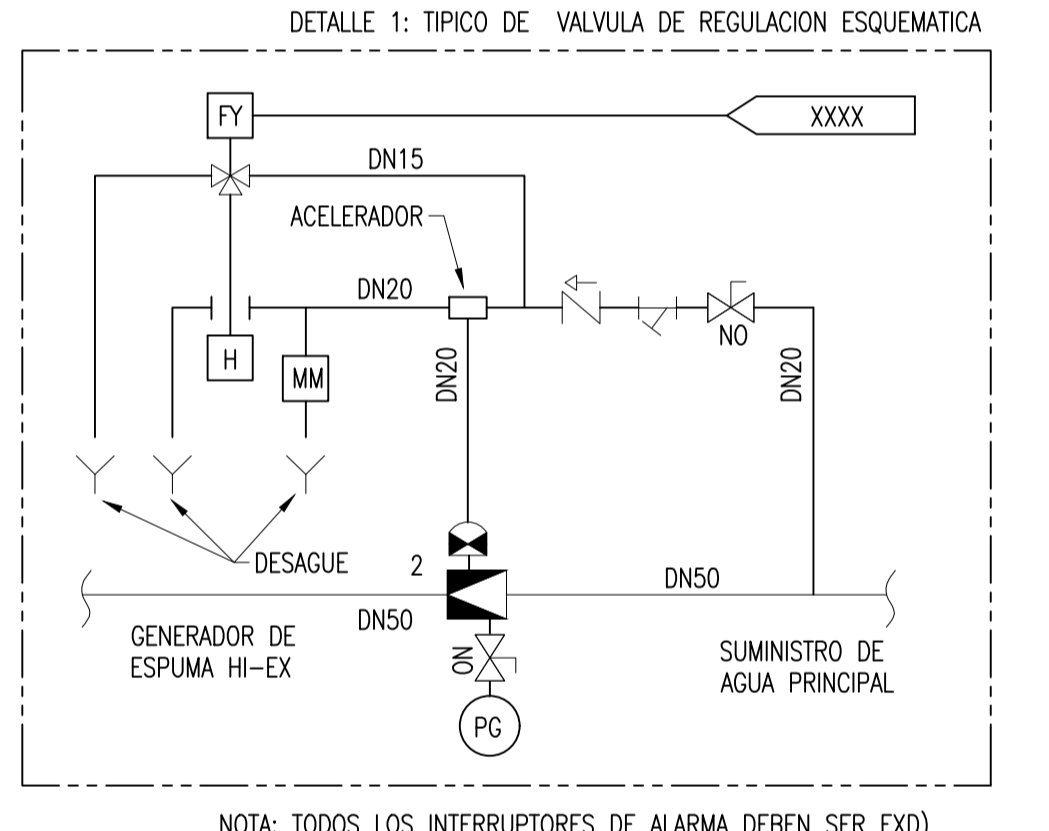 DETALLE 1: TIPICO DE VALVULA DE REGULACION ESQUEMATICA
FY
XXXX
DN15
ACELERADOR
DN20
NO
H
MM
DN20
DN20
DESAGUE
2
DN50
DN50
GENERADOR DE
ESPUMA HI-EX
NO
SUMINISTRO DE
AGUA PRINCIPAL
PG
NOTA: TODOS LOS INTERRUPTORES DE ALARMA DEBEN SER EXD)